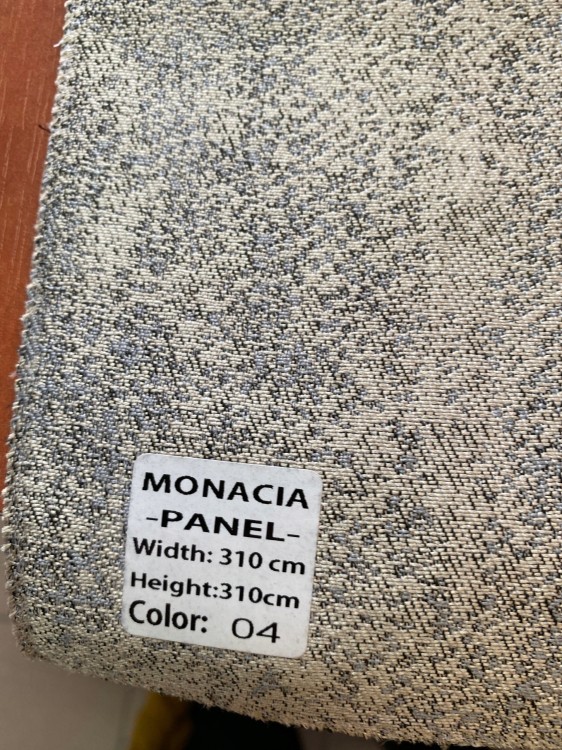 MONACIA
-PANEL-
Width: 310 cm
Height:310cm
Color: 04